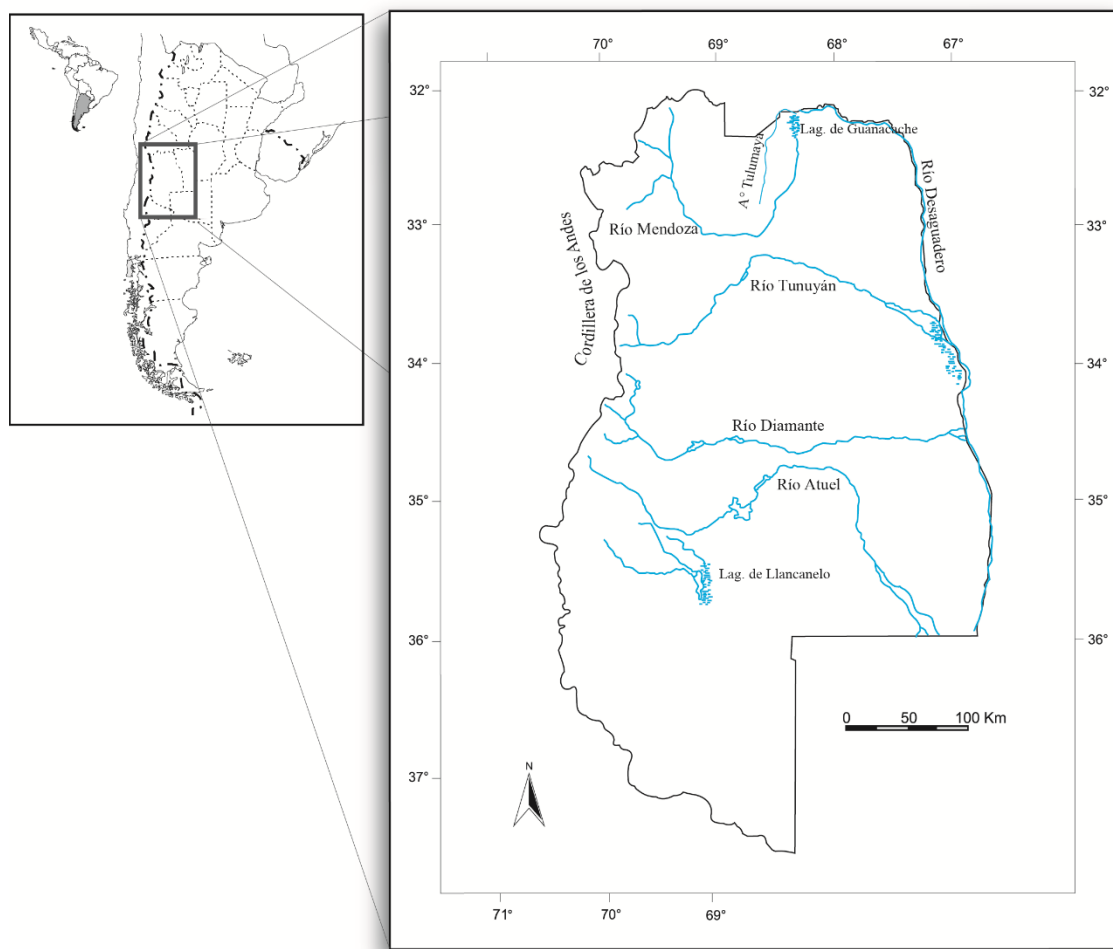 70°
69°
68°
67°
32°
32°
Lag. de Guanacache
A° Tulumaya
Río Desaguadero
33°
33°
Río Mendoza
Cordillera de los Andes
Río Tunuyán
34°
34°
Río Diamante
Río Atuel
35°
35°
Lag. de Llancanelo
36°
36°
0 50 100 Km
37°
N
71°
70°
69°